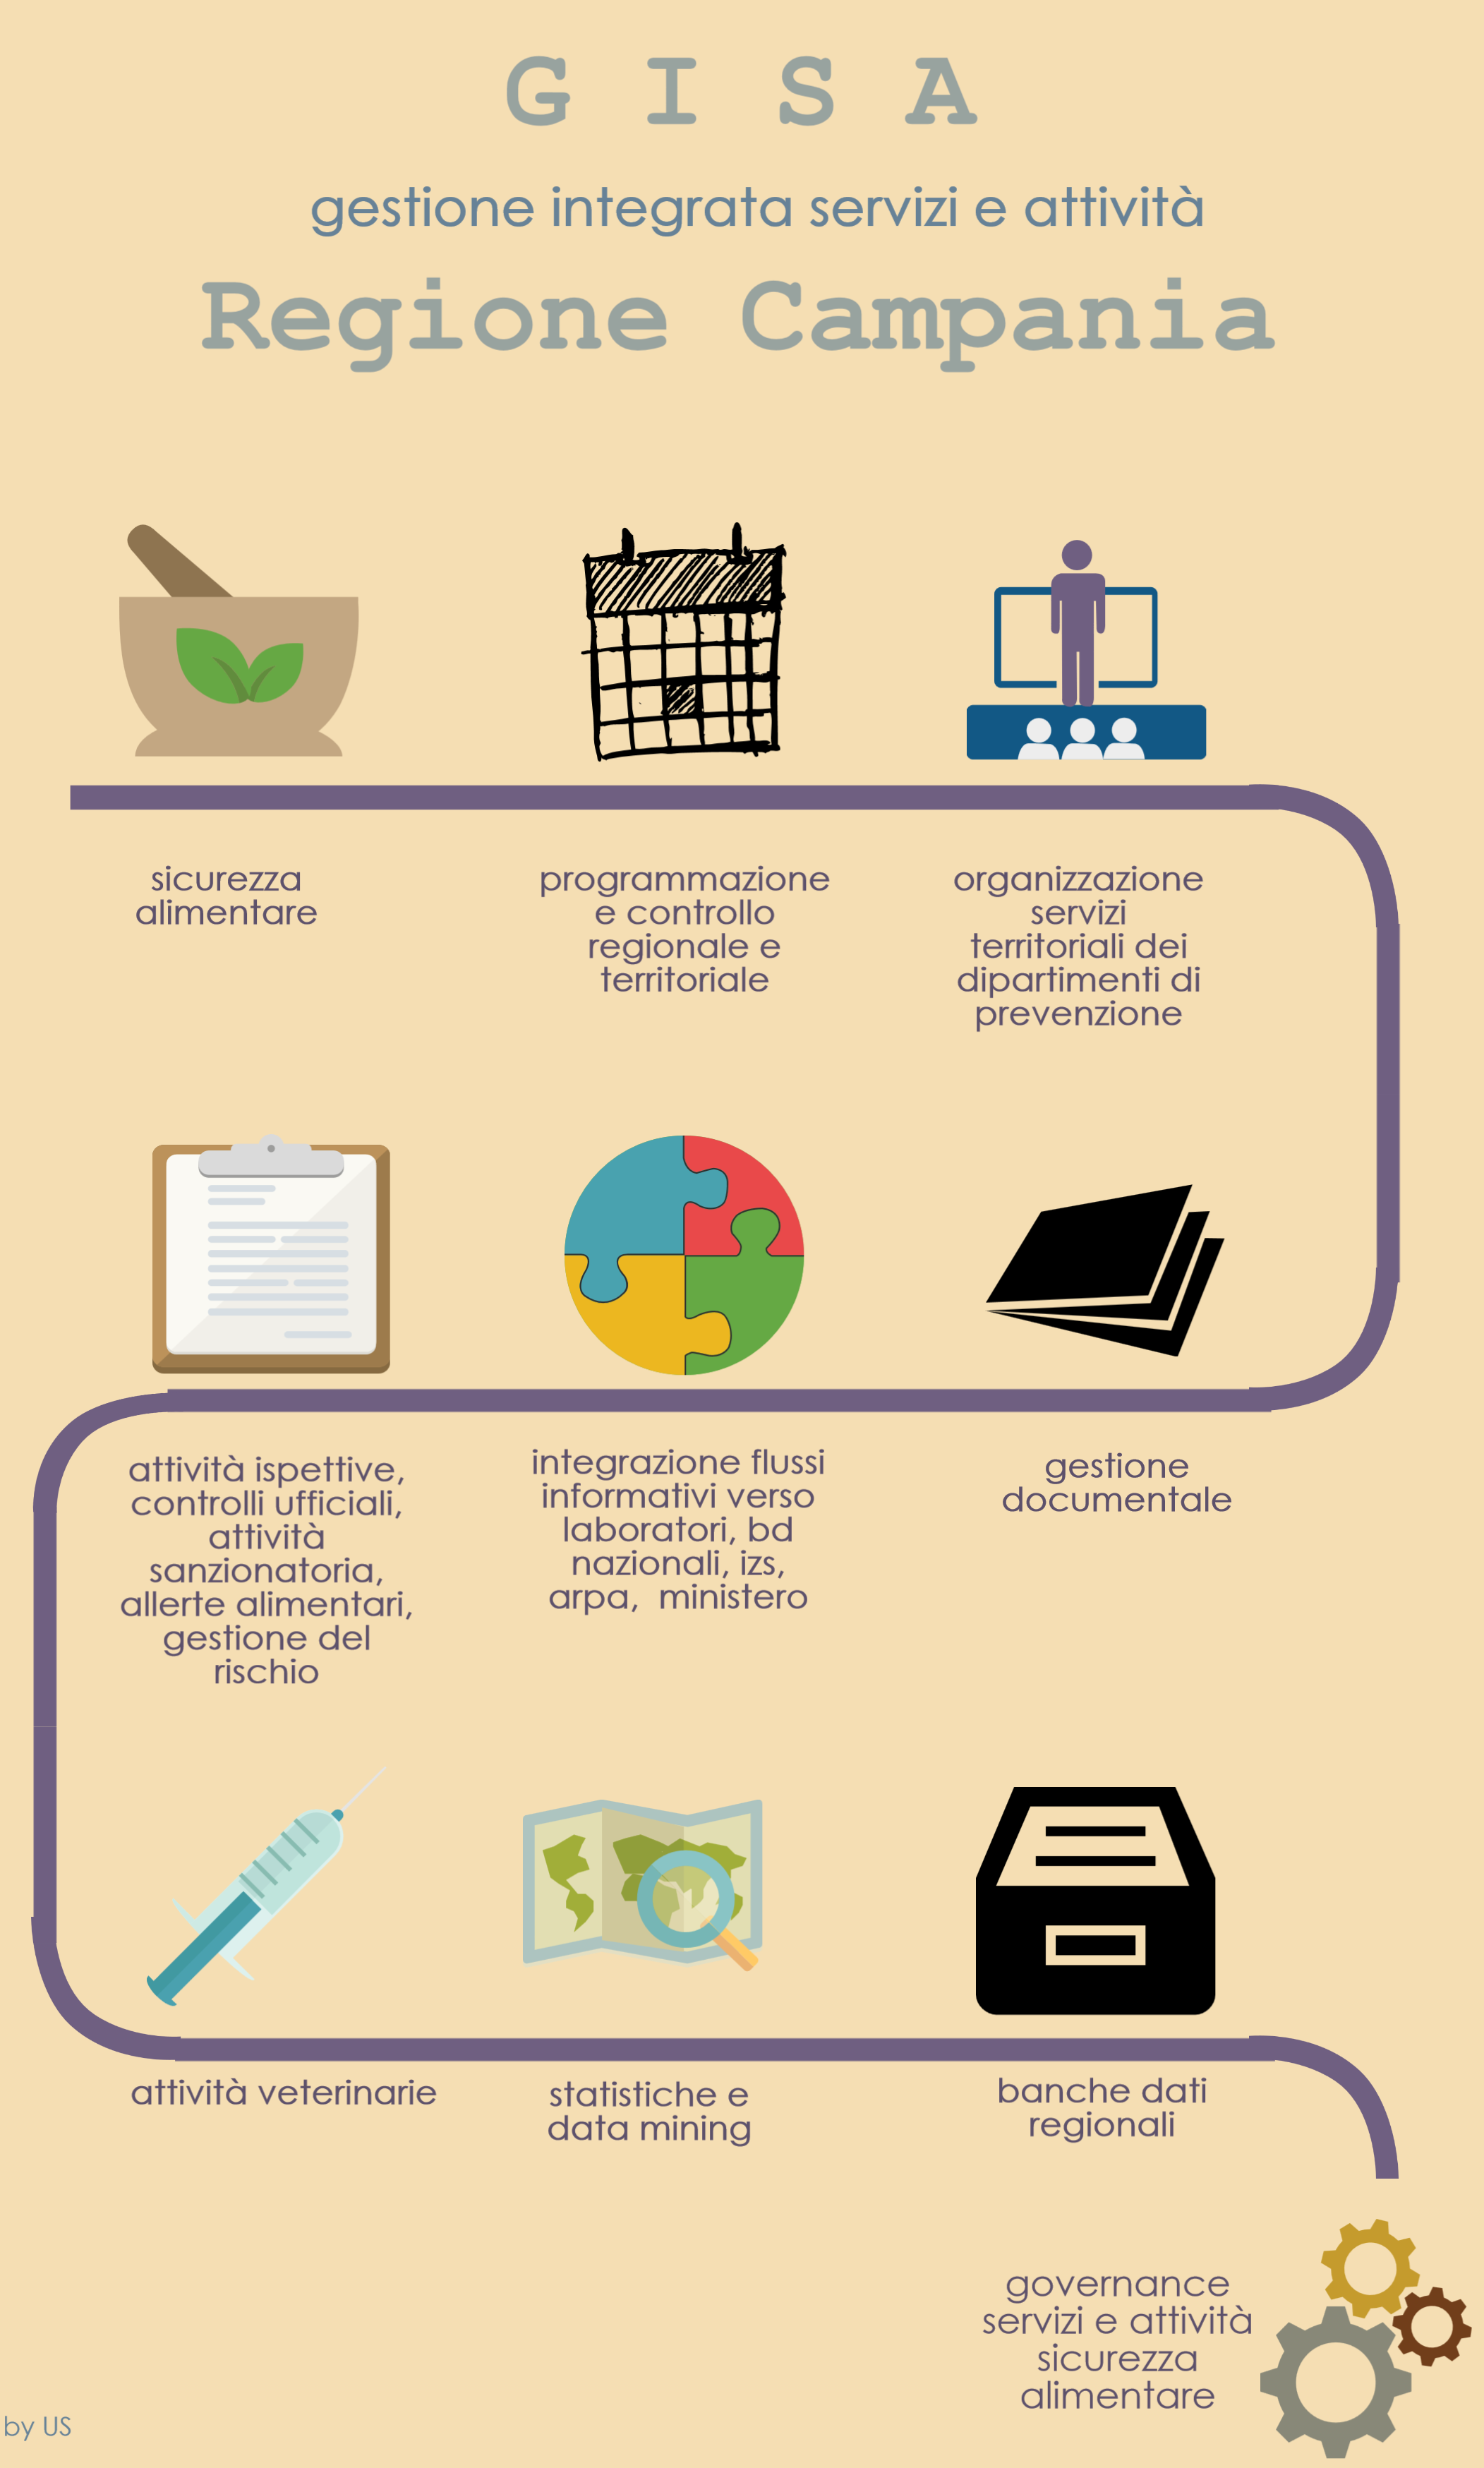 G I S A
gestione integrata servizi e attività
Regione Campania
sicurezza
alimentare
programmazione
e controllo
regionale e
territoriale
organizzazione
servizi
territoriali dei
dipartimenti di
prevenzione
attività ispettive,
controlli ufficiali,
attività
sanzionatoria,
allerte alimentari,
gestione del
rischio
integrazione flussi
informativi verso
laboratori, bd
nazionali, izs,
arpa,  ministero
gestione
documentale
attività veterinarie
statistiche e
data mining
banche dati
regionali
governance
servizi e attività
sicurezza
alimentare
by US